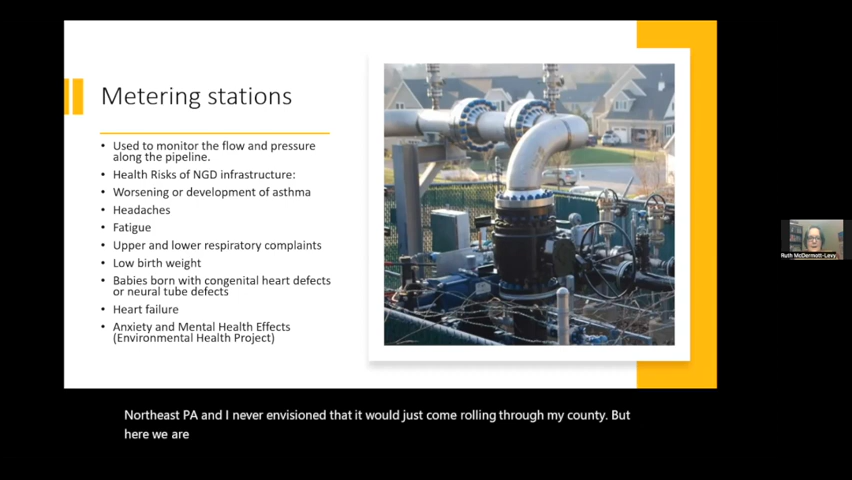 Metering stations
• Used to monitor the flow and pressure
along the pipeline.
• Health Risks of NGD infrastructure:
• Worsening or development of asthma
• Headaches
• Fatigue
• Upper and lower respiratory complaints
• Low birth weight
• Babies born with congenital heart defects
or neural tube defects
• Heart failure
• Anxiety and Mental Health Effects
(Environmental Health Project)
Ruth McDermott-Levy,
Northeast PA and I never envisioned that it would just come rolling through my county. But
here we are